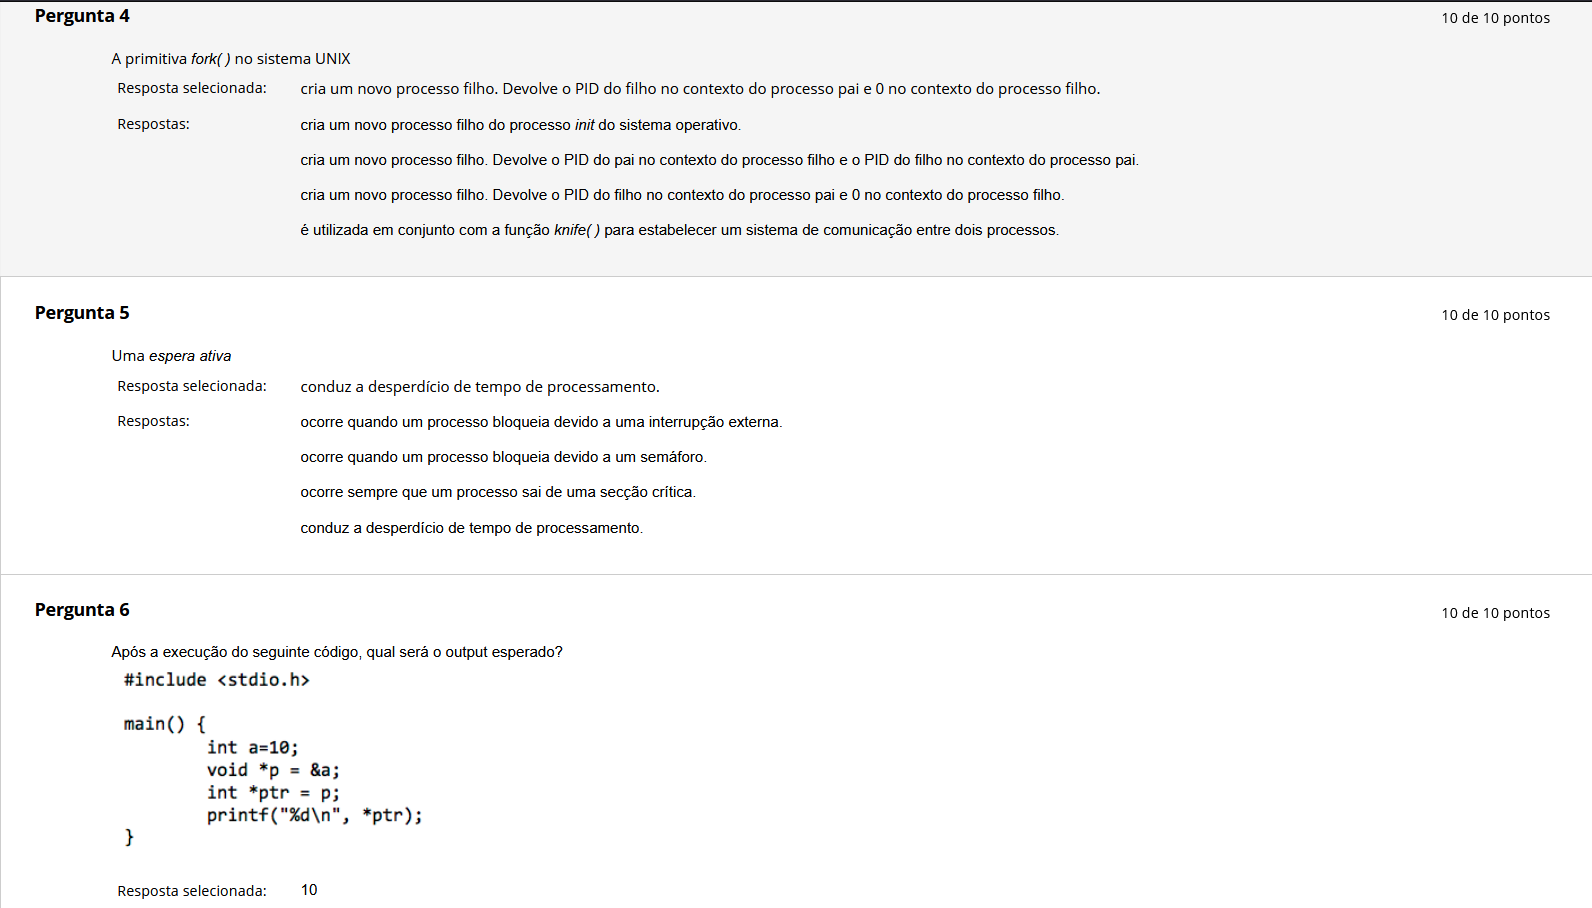 Pergunta 4
10 de 10 pontos
A primitiva fork( ) no sistema UNIX
Resposta selecionada: cria um novo processo filho. Devolve o PID do filho no contexto do processo pai e 0 no contexto do processo filho.
Respostas: cria um novo processo filho do processo init do sistema operativo.
cria um novo processo filho. Devolve o PID do pai no contexto do processo filho e o PID do filho no contexto do processo pai.
cria um novo processo filho. Devolve o PID do filho no contexto do processo pai e 0 no contexto do processo filho.
é utilizada em conjunto com a função knife( ) para estabelecer um sistema de comunicação entre dois processos.
Pergunta 5
10 de 10 pontos
Uma espera ativa
Resposta selecionada: conduz a desperdício de tempo de processamento.
Respostas: ocorre quando um processo bloqueia devido a uma interrupção externa.
ocorre quando um processo bloqueia devido a um semáforo.
ocorre sempre que um processo sai de uma secção crítica.
conduz a desperdício de tempo de processamento.
Pergunta 6
10 de 10 pontos
Após a execução do seguinte código, qual será o output esperado?
#include <stdio.h>
main() {
int a=10;
void *p = &a;
int *ptr = p;
printf("%d\n", *ptr);
}
Resposta selecionada: 10